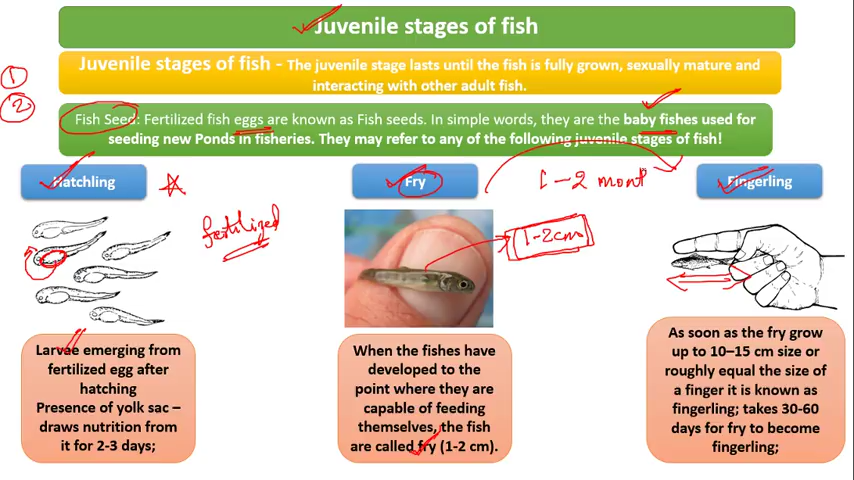 Juvenile stages of fish
Juvenile stages of fish - The juvenile stage lasts until the fish is fully grown, sexually mature and
interacting with other adult fish.
1
2
Fish Seed: Fertilized fish eggs are known as Fish seeds. In simple words, they are the baby fishes used for
seeding new Ponds in fisheries. They may refer to any of the following juvenile stages of fish!
Hatchling
Fry
1-2 mont
Fingerling
fertilized
1-2cm
Larvae emerging from
fertilized egg after
hatching
Presence of yolk sac –
draws nutrition from
it for 2-3 days;
When the fishes have
developed to the
point where they are
capable of feeding
themselves, the fish
are called fry (1-2 cm).
As soon as the fry grow
up to 10–15 cm size or
roughly equal the size of
a finger it is known as
fingerling; takes 30-60
days for fry to become
fingerling;